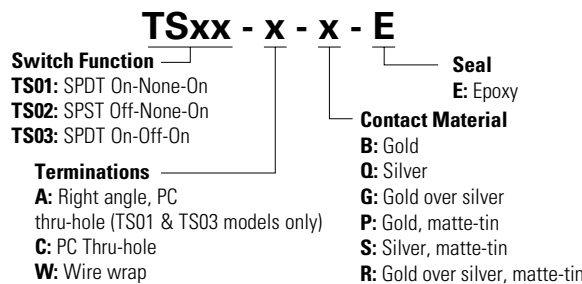 TSxx - x - x - E
Switch Function
TS01: SPDT On-None-On
TS02: SPST Off-None-On
TS03: SPDT On-Off-On
Terminations
A: Right angle, PC
thru-hole (TS01 & TS03 models only)
C: PC Thru-hole
W: Wire wrap
Seal
E: Epoxy
Contact Material
B: Gold
Q: Silver
G: Gold over silver
P: Gold, matte-tin
S: Silver, matte-tin
R: Gold over silver, matte-tin